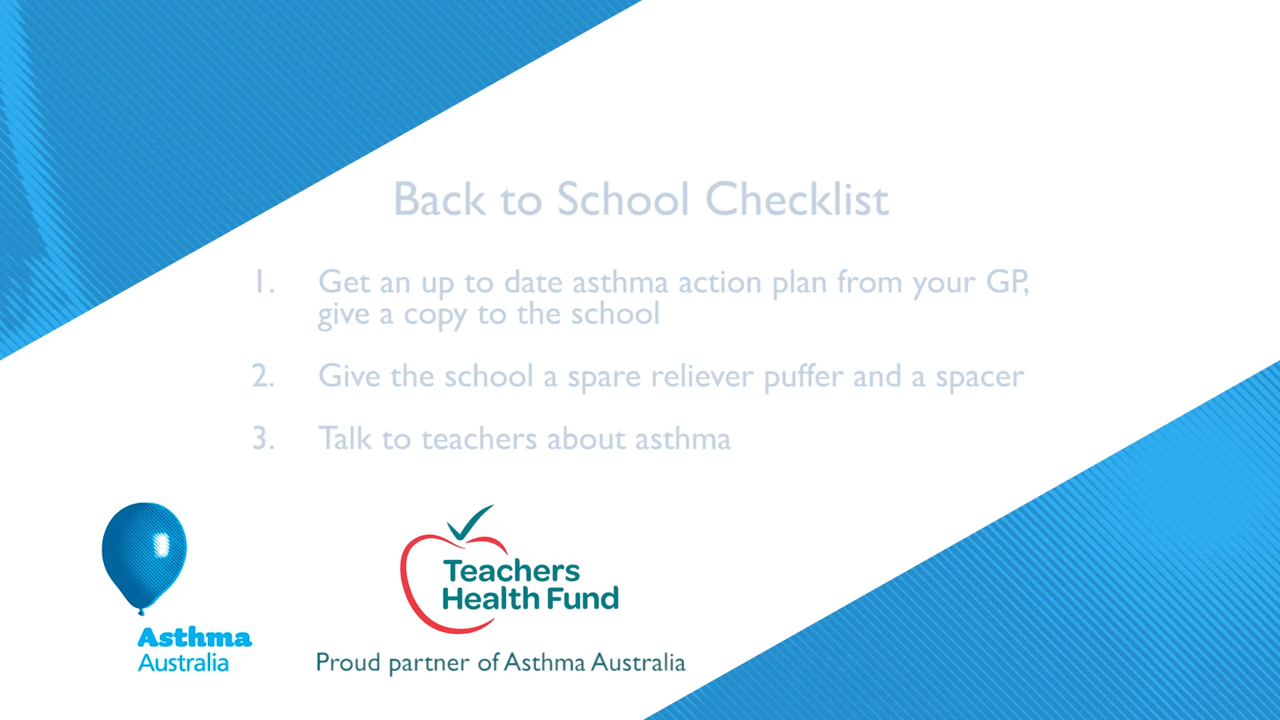 Back to School Checklist
1. Get an up to date asthma action plan from your GP,
give a copy to the school
2. Give the school a spare reliever puffer and a spacer
3. Talk to teachers about asthma
Asthma
Australia
Teachers
Health Fund
Proud partner of Asthma Australia